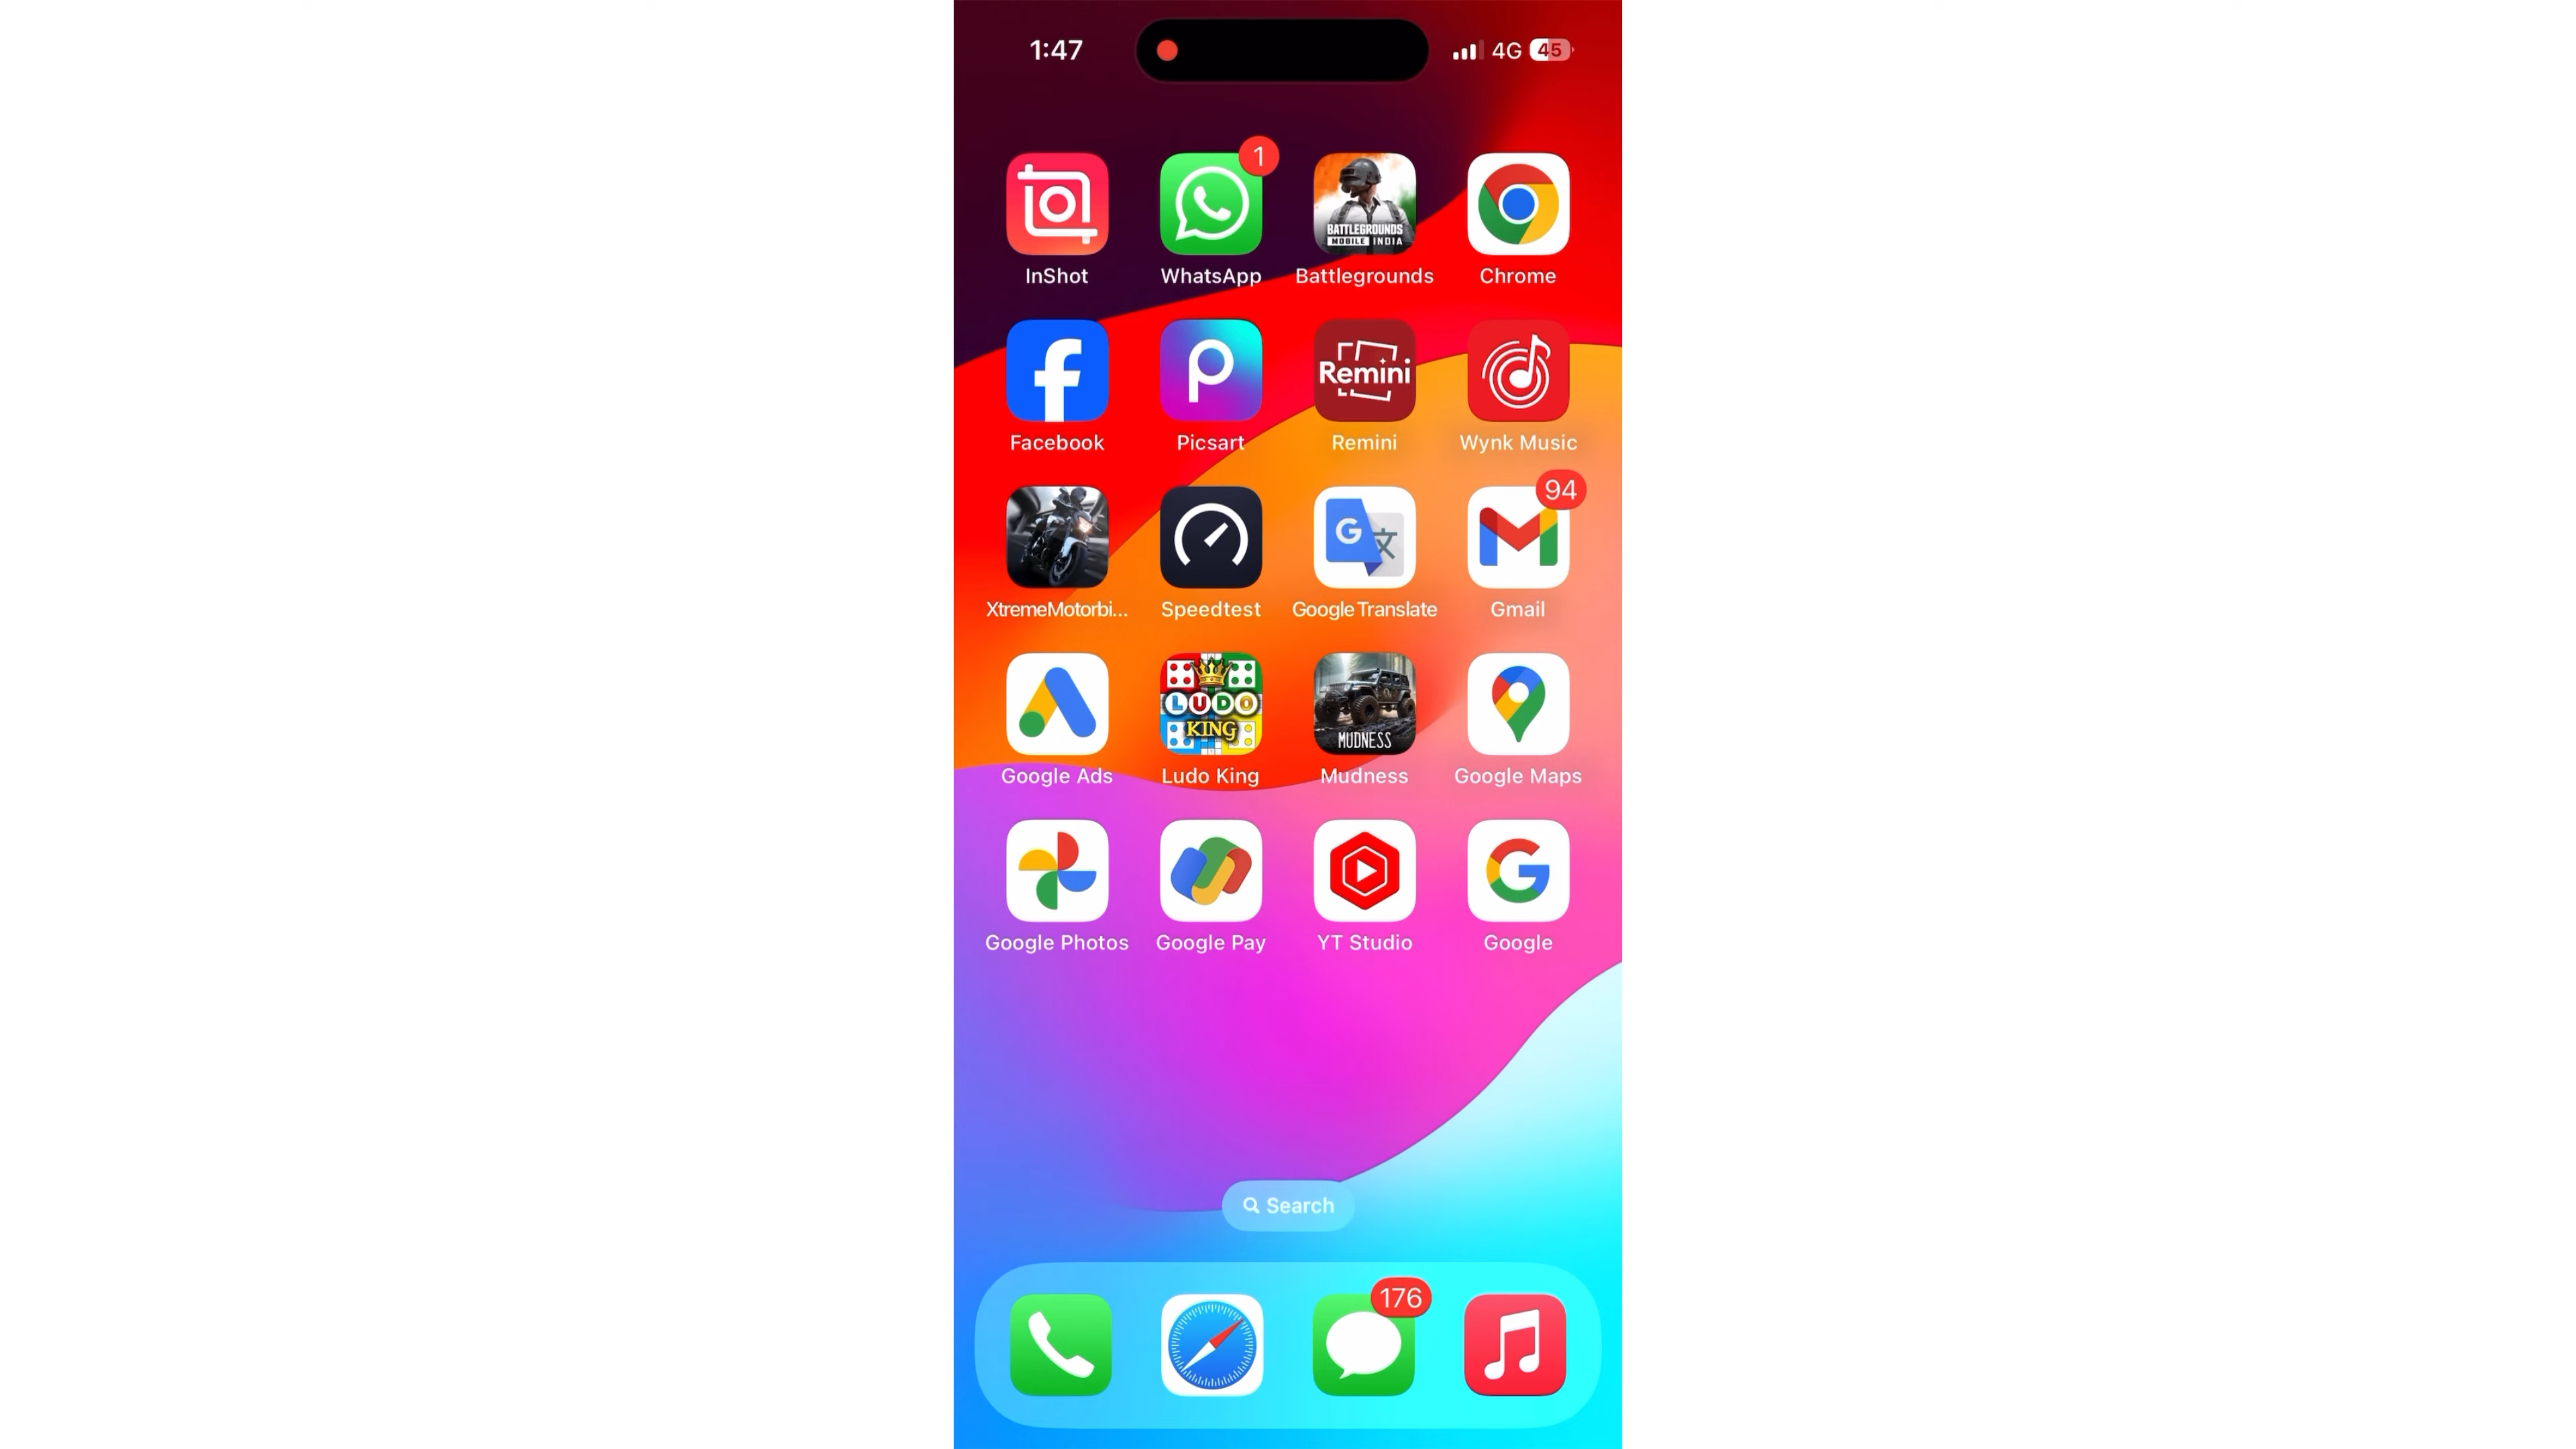 1:47 4G 45
1
BATTLEGROUNDS
MOBILE INDIA
InShot WhatsApp Battlegrounds Chrome
Remini
Facebook Picsart Remini Wynk Music
94
G 文
XtremeMotorbi... Speedtest Google Translate Gmail
LUDO
KING
MUDNESS
Google Ads Ludo King Mudness Google Maps
Google Photos Google Pay YT Studio Google
Search
176